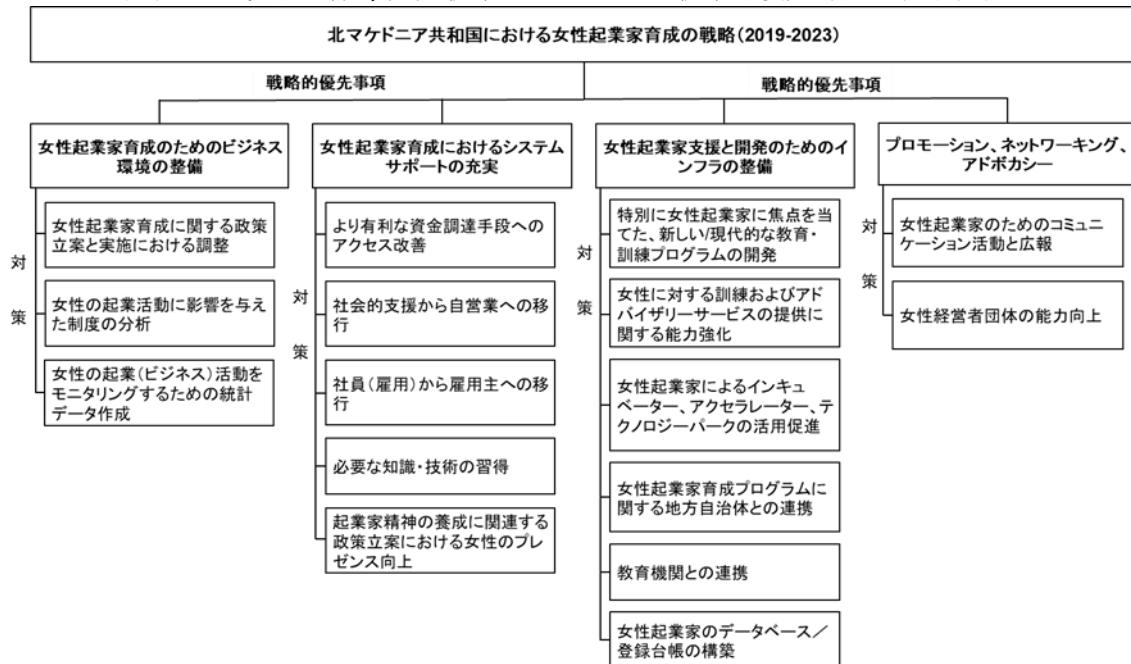 北マケドニア共和国における女性起業家育成の戦略(2019-2023)
戦略的優先事項
戦略的優先事項
女性起業家育成のためのビジネス
環境の整備
対
策
女性起業家育成に関する政策
立案と実施における調整
女性の起業活動に影響を与え
た制度の分析
女性の起業(ビジネス)活動を
モニタリングするための統計
データ作成
女性起業家育成におけるシステム
サポートの充実
対
策
より有利な資金調達手段への
アクセス改善
社会的支援から自営業への移
行
社員(雇用)から雇用主への移
行
必要な知識・技術の習得
起業家精神の養成に関連する
政策立案における女性のプレ
ゼンス向上
女性起業家支援と開発のためのイ
ンフラの整備
対
策
特別に女性起業家に焦点を
当てた、新しい/現代的な教育・
訓練プログラムの開発
女性に対する訓練およびアド
バイザリーサービスの提供に
関する能力強化
女性起業家によるインキュ
ベーター、アクセラレーター、テ
クノロジーパークの活用促進
女性起業家育成プログラムに
関する地方自治体との連携
教育機関との連携
女性起業家のデータベース／
登録台帳の構築
プロモーション、ネットワーキング、
アドボカシー
対
策
女性起業家のためのコミュニ
ケーション活動と広報
女性経営者団体の能力向上